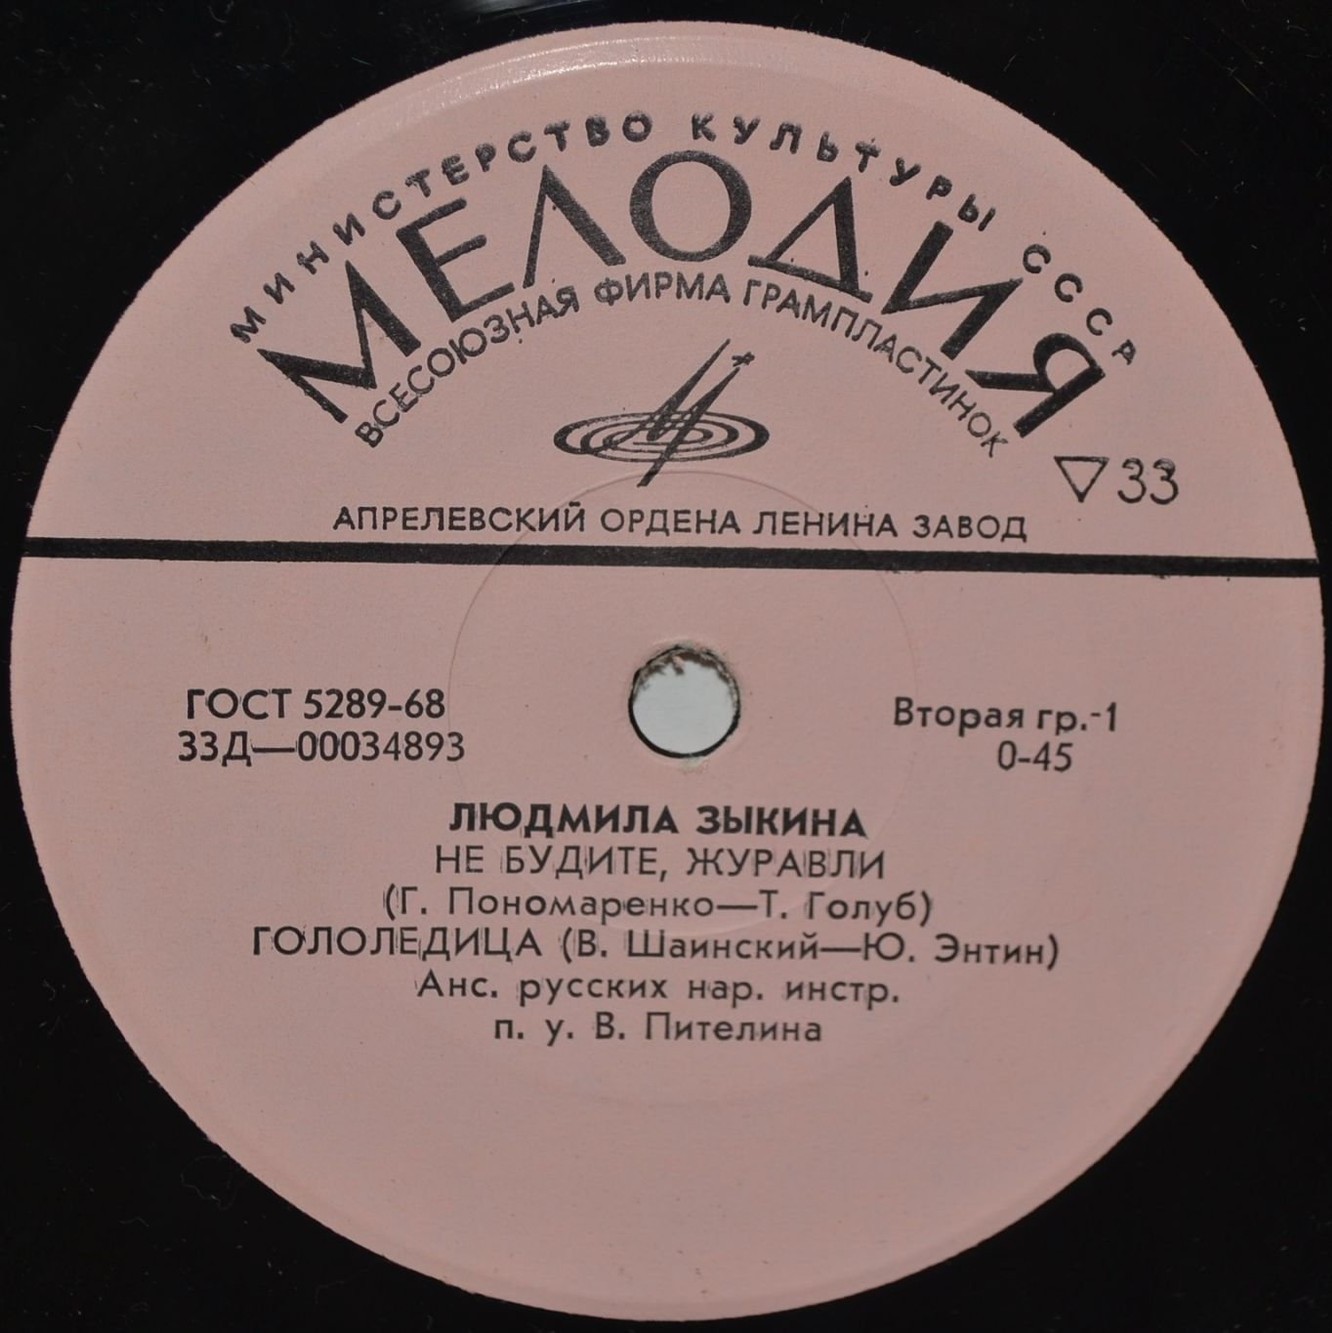 МИНИСТЕРСТВО КУЛЬТУРЫ СССР
МЕЛОДИЯ
ВСЕСОЮЗНАЯ ФИРМА ГРАМПЛАСТИНОК
▽33
АПРЕЛЕВСКИЙ ОРДЕНА ЛЕНИНА ЗАВОД
ГОСТ 5289-68
33Д—00034893
Вторая гр.-1
0-45
ЛЮДМИЛА ЗЫКИНА
НЕ БУДИТЕ, ЖУРАВЛИ
(Г. Пономаренко—Т. Голуб)
ГОЛОЛЕДИЦА (В. Шаинский—Ю. Энтин)
Анс. русских нар. инстр.
п. у. В. Пителина